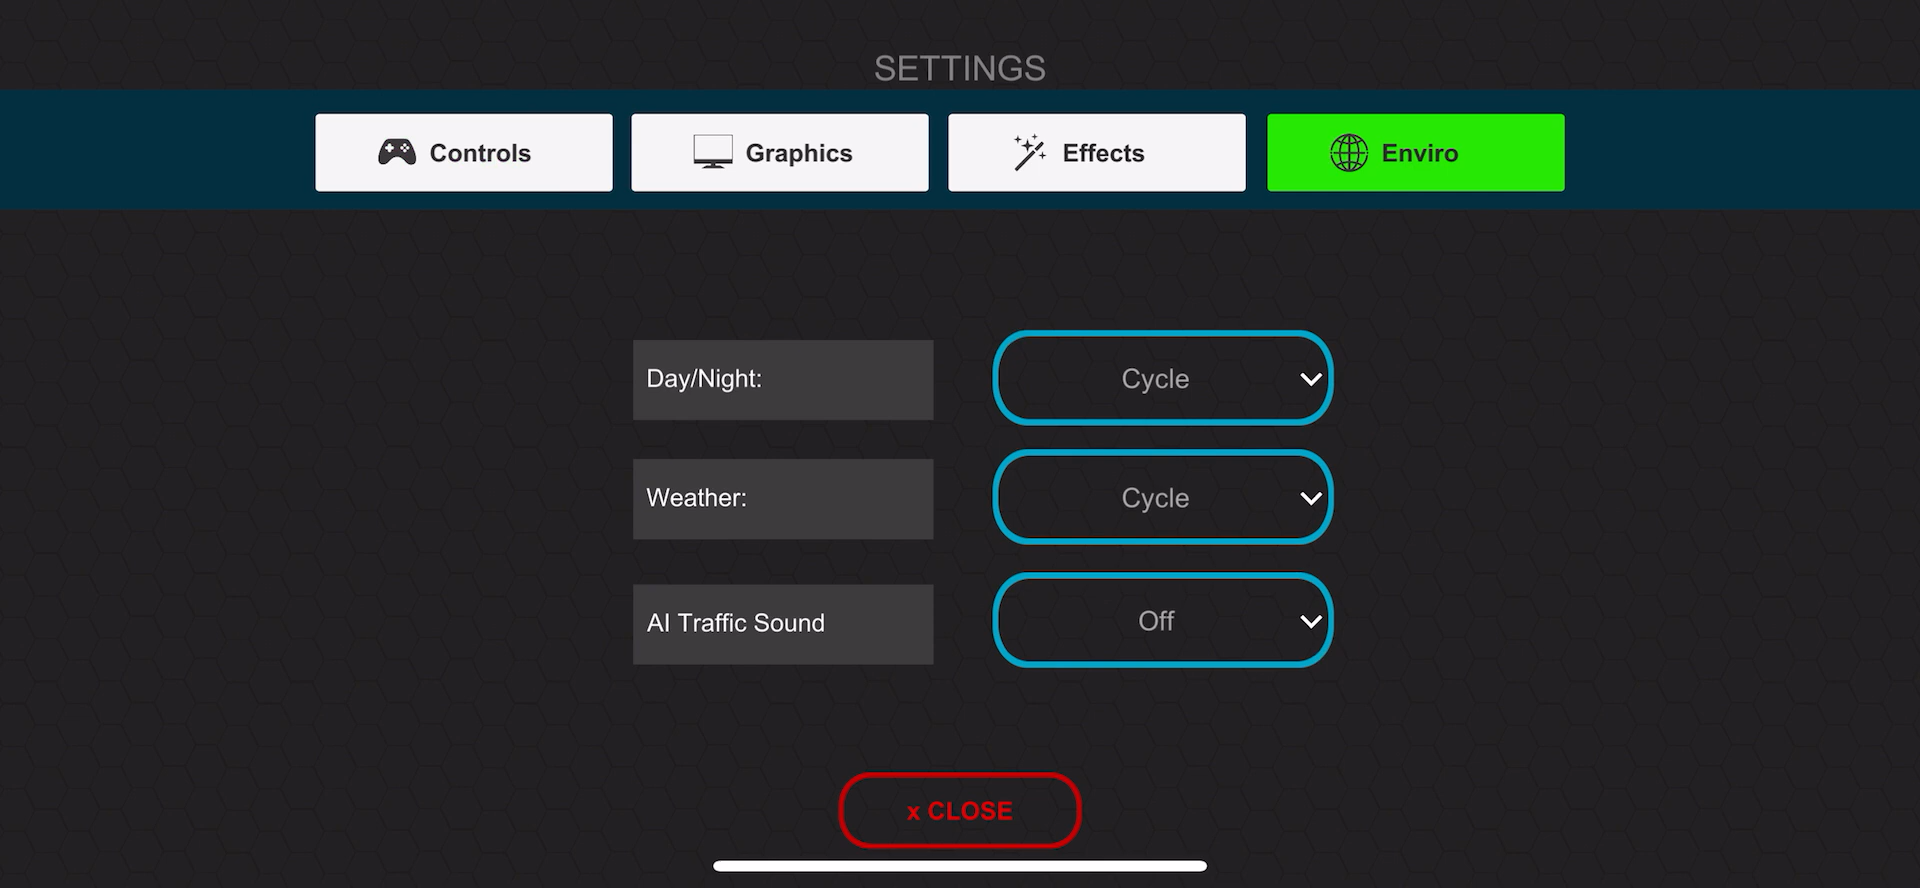 SETTINGS
Controls
Graphics
Effects
Enviro
Day/Night:
Cycle
Weather:
Cycle
AI Traffic Sound
Off
x CLOSE